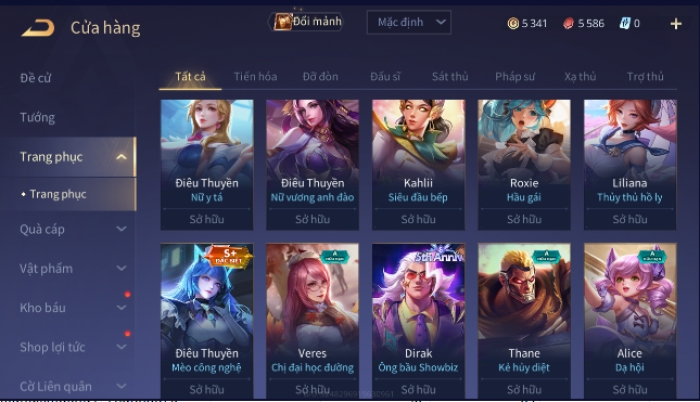 Cửa hàng
Đổi mảnh
Mặc định
5 341
5 586
0
Đề cử
Tướng
Trang phục
Trang phục
Quà cáp
Vật phẩm
Kho báu
Shop lợi tức
Cờ Liên quân
Tất cả
Tiến hóa
Đỡ đòn
Đấu sĩ
Sát thủ
Pháp sư
Xạ thủ
Trợ thủ
Điêu Thuyền
Nữ y tá
Sở hữu
Điêu Thuyền
Nữ vương anh đào
Sở hữu
Kahlii
Siêu đầu bếp
Sở hữu
Roxie
Hầu gái
Sở hữu
Liliana
Thủy thủ hồ ly
Sở hữu
S+
ĐẶC BIỆT
Điêu Thuyền
Mèo công nghệ
Sở hữu
A
Veres
Chị đại học đường
Sở hữu
5th Anniv
Dirak
Ông bầu Showbiz
Sở hữu
A
Thane
Kẻ hủy diệt
Sở hữu
A
Alice
Dạ hội
Sở hữu